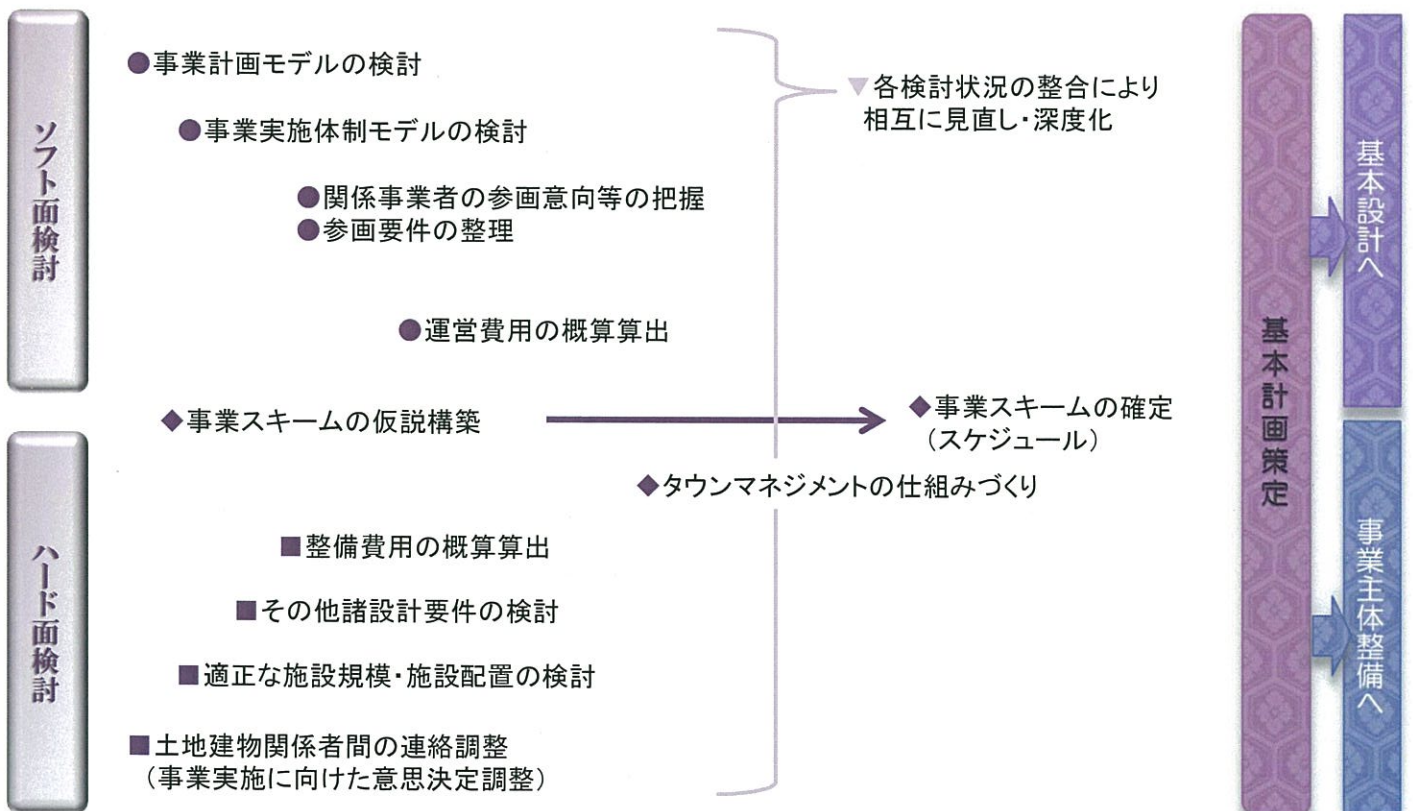 ソフト面検討
●事業計画モデルの検討
●事業実施体制モデルの検討
●関係事業者の参画意向等の把握
●参画要件の整理
●運営費用の概算算出
▼各検討状況の整合により
相互に見直し・深度化
◆事業スキームの仮説構築
◆事業スキームの確定
（スケジュール）
◆タウンマネジメントの仕組みづくり
ハード面検討
■整備費用の概算算出
■その他諸設計要件の検討
■適正な施設規模・施設配置の検討
■土地建物関係者間の連絡調整
（事業実施に向けた意思決定調整）
基本計画策定
基本設計へ
事業主体整備へ